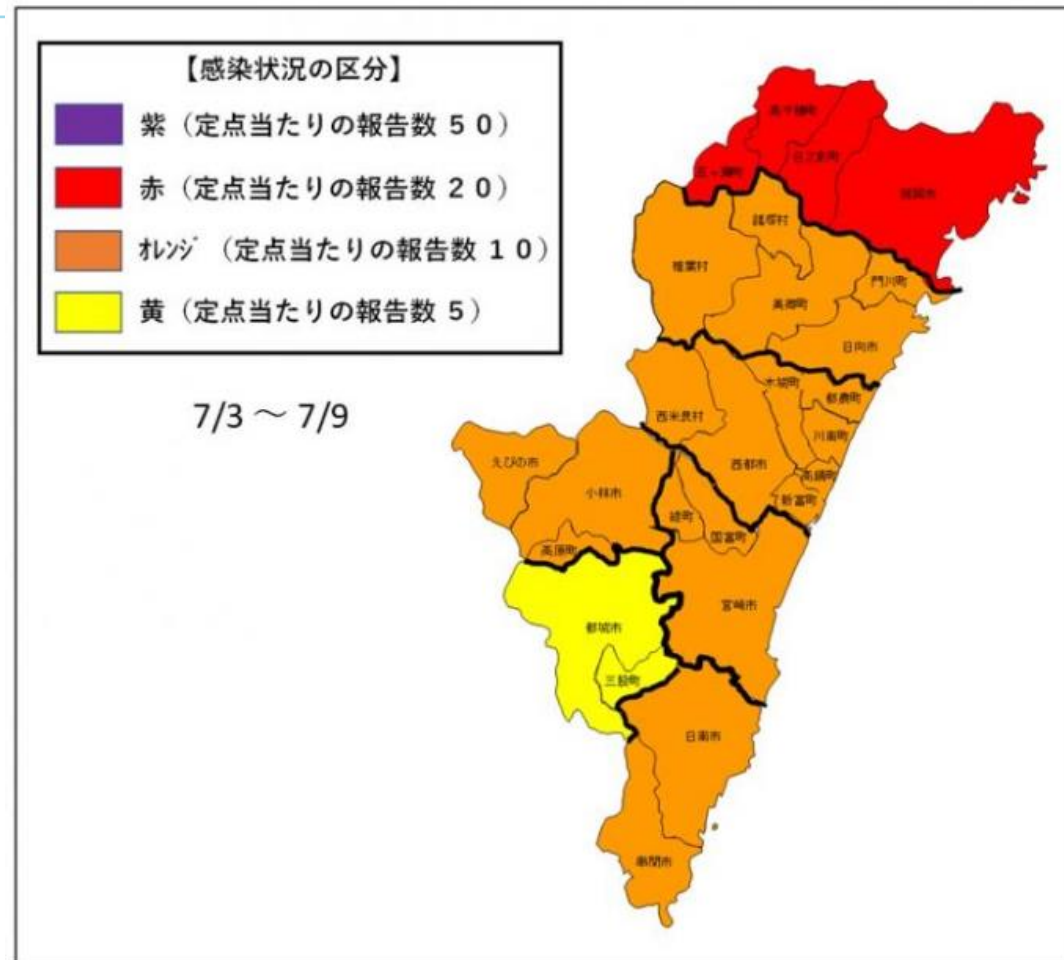 【感染状況の区分】
紫（定点当たりの報告数 ５０）
赤（定点当たりの報告数 ２０）
ｵﾚﾝｼﾞ （定点当たりの報告数 １０）
黄（定点当たりの報告数 ５）
7/3 ～ 7/9
高千穂町
日之影町
五ヶ瀬町
延岡市
諸塚村
椎葉村
門川町
美郷町
日向市
木城町
都農町
西米良村
川南町
西都市
高鍋町
新富町
えびの市
小林市
綾町
国富町
高原町
宮崎市
都城市
三股町
日南市
串間市